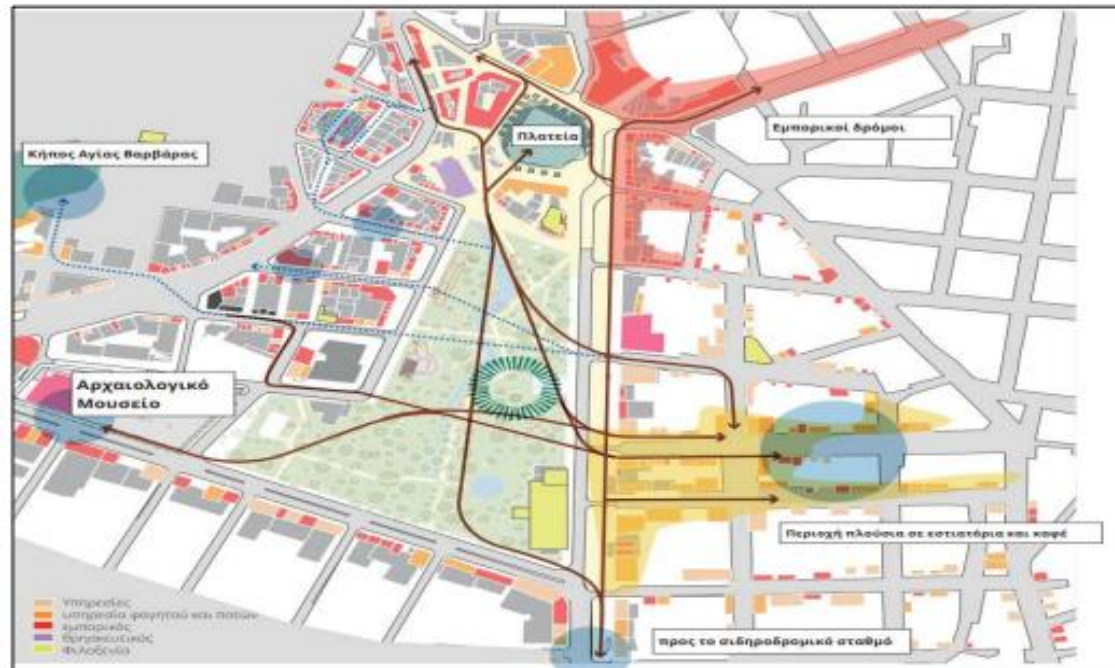 Πλατεία
Εμπορικοί δρόμοι
Κήπος Αγίας Βαρβάρας
Αρχαιολογικό
Μουσείο
Περιοχή πλούσια σε εστιατόρια και καφέ
προς το σιδηροδρομικό σταθμό
Υπηρεσίες
υπηρεσία φαγητού και ποτών
εμπορικός
Θρησκευτικός
Φιλοξενία